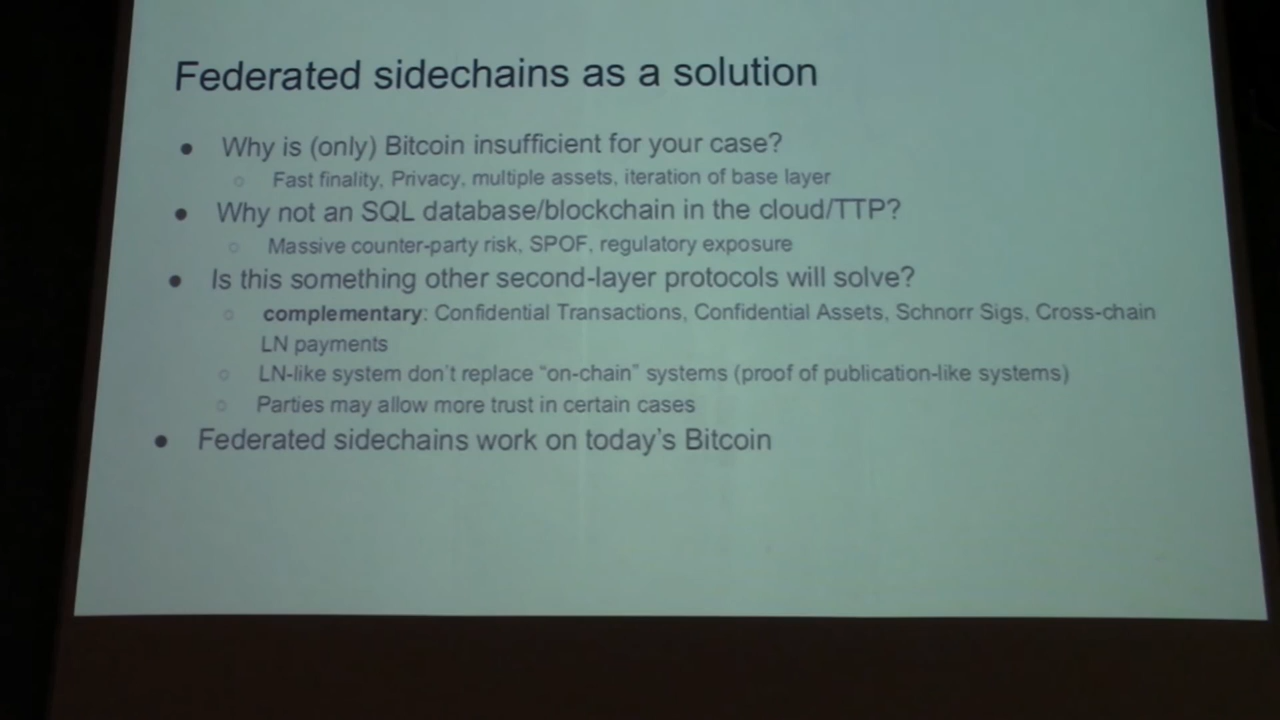 Federated sidechains as a solution
● Why is (only) Bitcoin insufficient for your case?
○ Fast finality, Privacy, multiple assets, iteration of base layer
● Why not an SQL database/blockchain in the cloud/TTP?
○ Massive counter-party risk, SPOF, regulatory exposure
● Is this something other second-layer protocols will solve?
○ complementary: Confidential Transactions, Confidential Assets, Schnorr Sigs, Cross-chain
LN payments
○ LN-like system don't replace “on-chain” systems (proof of publication-like systems)
○ Parties may allow more trust in certain cases
● Federated sidechains work on today's Bitcoin